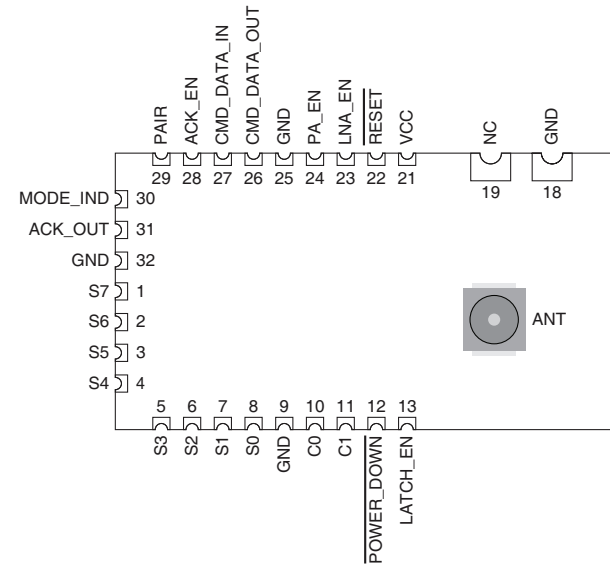 PAIR
ACK_EN
CMD_DATA_IN
CMD_DATA_OUT
GND
PA_EN
LNA_EN
RESET
VCC
NC
GND
29 28 27 26 25 24 23 22 21 19 18
MODE_IND 30
ACK_OUT 31
GND 32
S7 1
S6 2
S5 3
S4 4
ANT
5 6 7 8 9 10 11 12 13
S3
S2
S1
S0
GND
C0
C1
POWER_DOWN
LATCH_EN